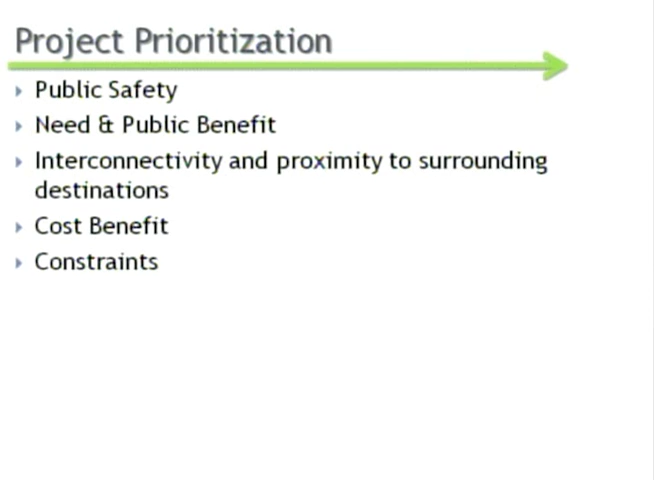 Project Prioritization
Public Safety
Need & Public Benefit
Interconnectivity and proximity to surrounding
destinations
Cost Benefit
Constraints